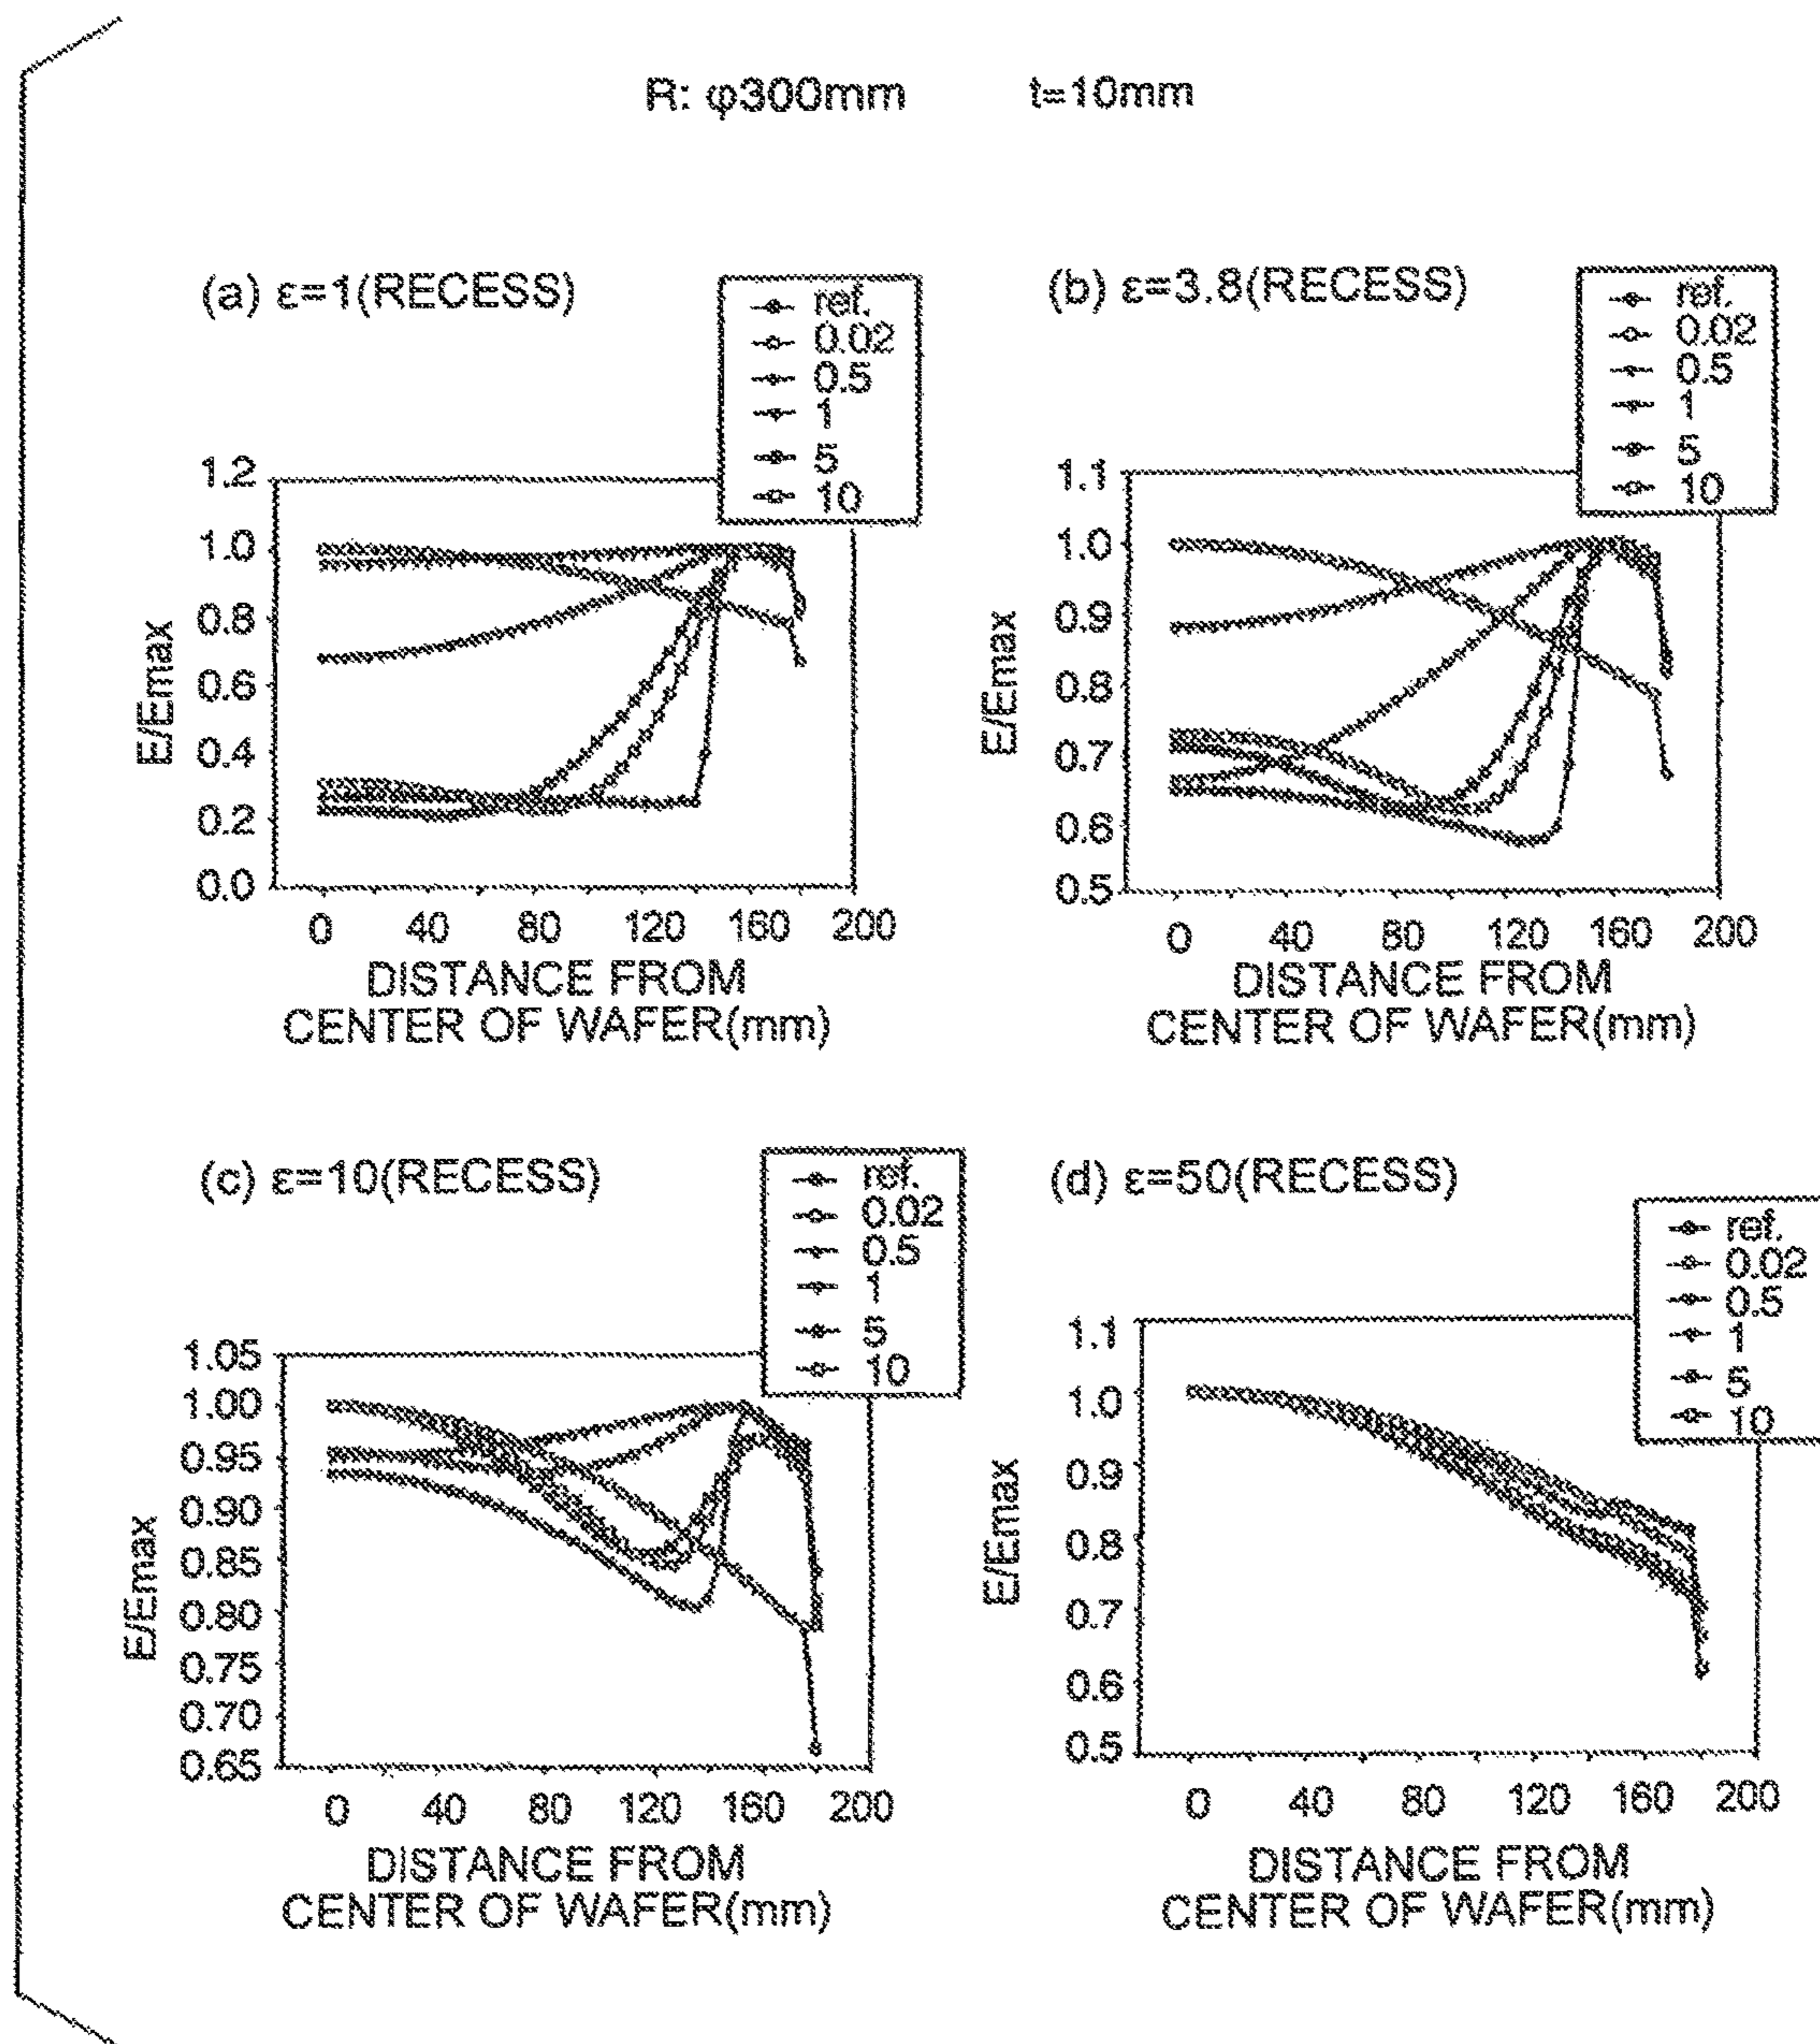 R: φ300mm t=10mm
(a) ε=1(RECESS)
ref.
0.02
0.5
1
5
10
1.2
1.0
0.8
0.6
0.4
0.2
0.0
E/Emax
0 40 80 120 160 200
DISTANCE FROM
CENTER OF WAFER(mm)
(b) ε=3.8(RECESS)
ref.
0.02
0.5
1
5
10
1.1
1.0
0.9
0.8
0.7
0.6
0.5
E/Emax
0 40 80 120 160 200
DISTANCE FROM
CENTER OF WAFER(mm)
(c) ε=10(RECESS)
ref.
0.02
0.5
1
5
10
1.05
1.00
0.95
0.90
0.85
0.80
0.75
0.70
0.65
E/Emax
0 40 80 120 160 200
DISTANCE FROM
CENTER OF WAFER(mm)
(d) ε=50(RECESS)
ref.
0.02
0.5
1
5
10
1.1
1.0
0.9
0.8
0.7
0.6
0.5
E/Emax
0 40 80 120 160 200
DISTANCE FROM
CENTER OF WAFER(mm)